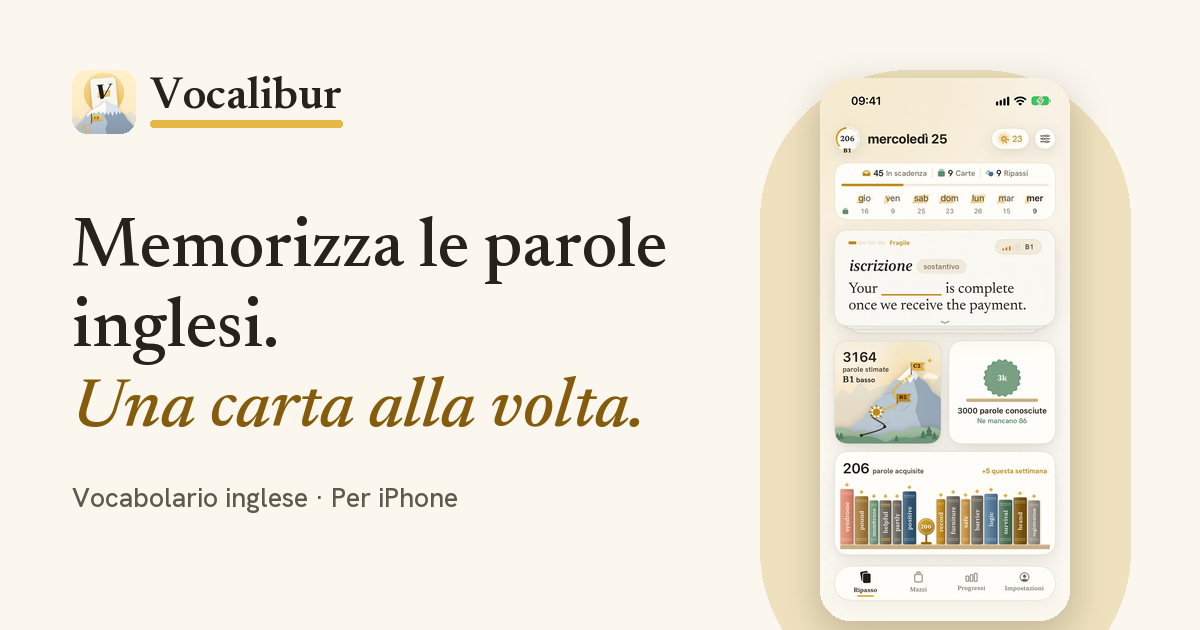 V
Vocalibur
Memorizza le parole
inglesi.
Una carta alla volta.
Vocabolario inglese · Per iPhone
09:41
206
B1
mercoledì 25
23
45 In scadenza
9 Carte
9 Ripassi
gio ven sab dom lun mar mer
16 9 25 23 26 15 9
Fragile
B1
iscrizione sostantivo
Your ________ is complete
once we receive the payment.
3164
parole stimate
B1 basso
C2
B2
3k
3000 parole conosciute
Ne mancano 86
206 parole acquisite
+5 questa settimana
syndrome
pound
membrane
helpful
partly
positive
200
record
furniture
safe
barrier
logic
survival
brand
Ripasso
Mazzi
Progressi
Impostazioni